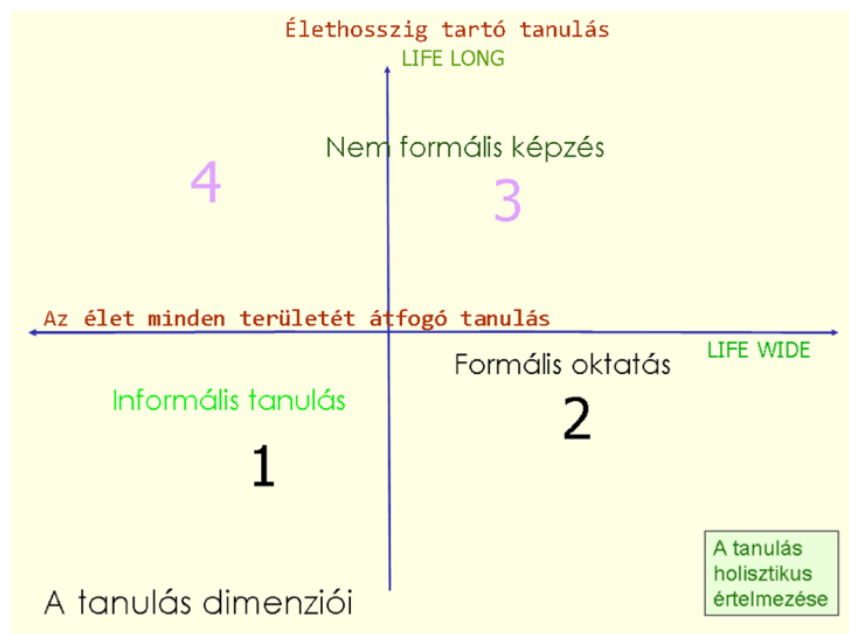 Élethosszig tartó tanulás
LIFE LONG
Nem formális képzés
4
3
Az élet minden területét átfogó tanulás
LIFE WIDE
Formális oktatás
2
Informális tanulás
1
A tanulás
holisztikus
értelmezése
A tanulás dimenziói